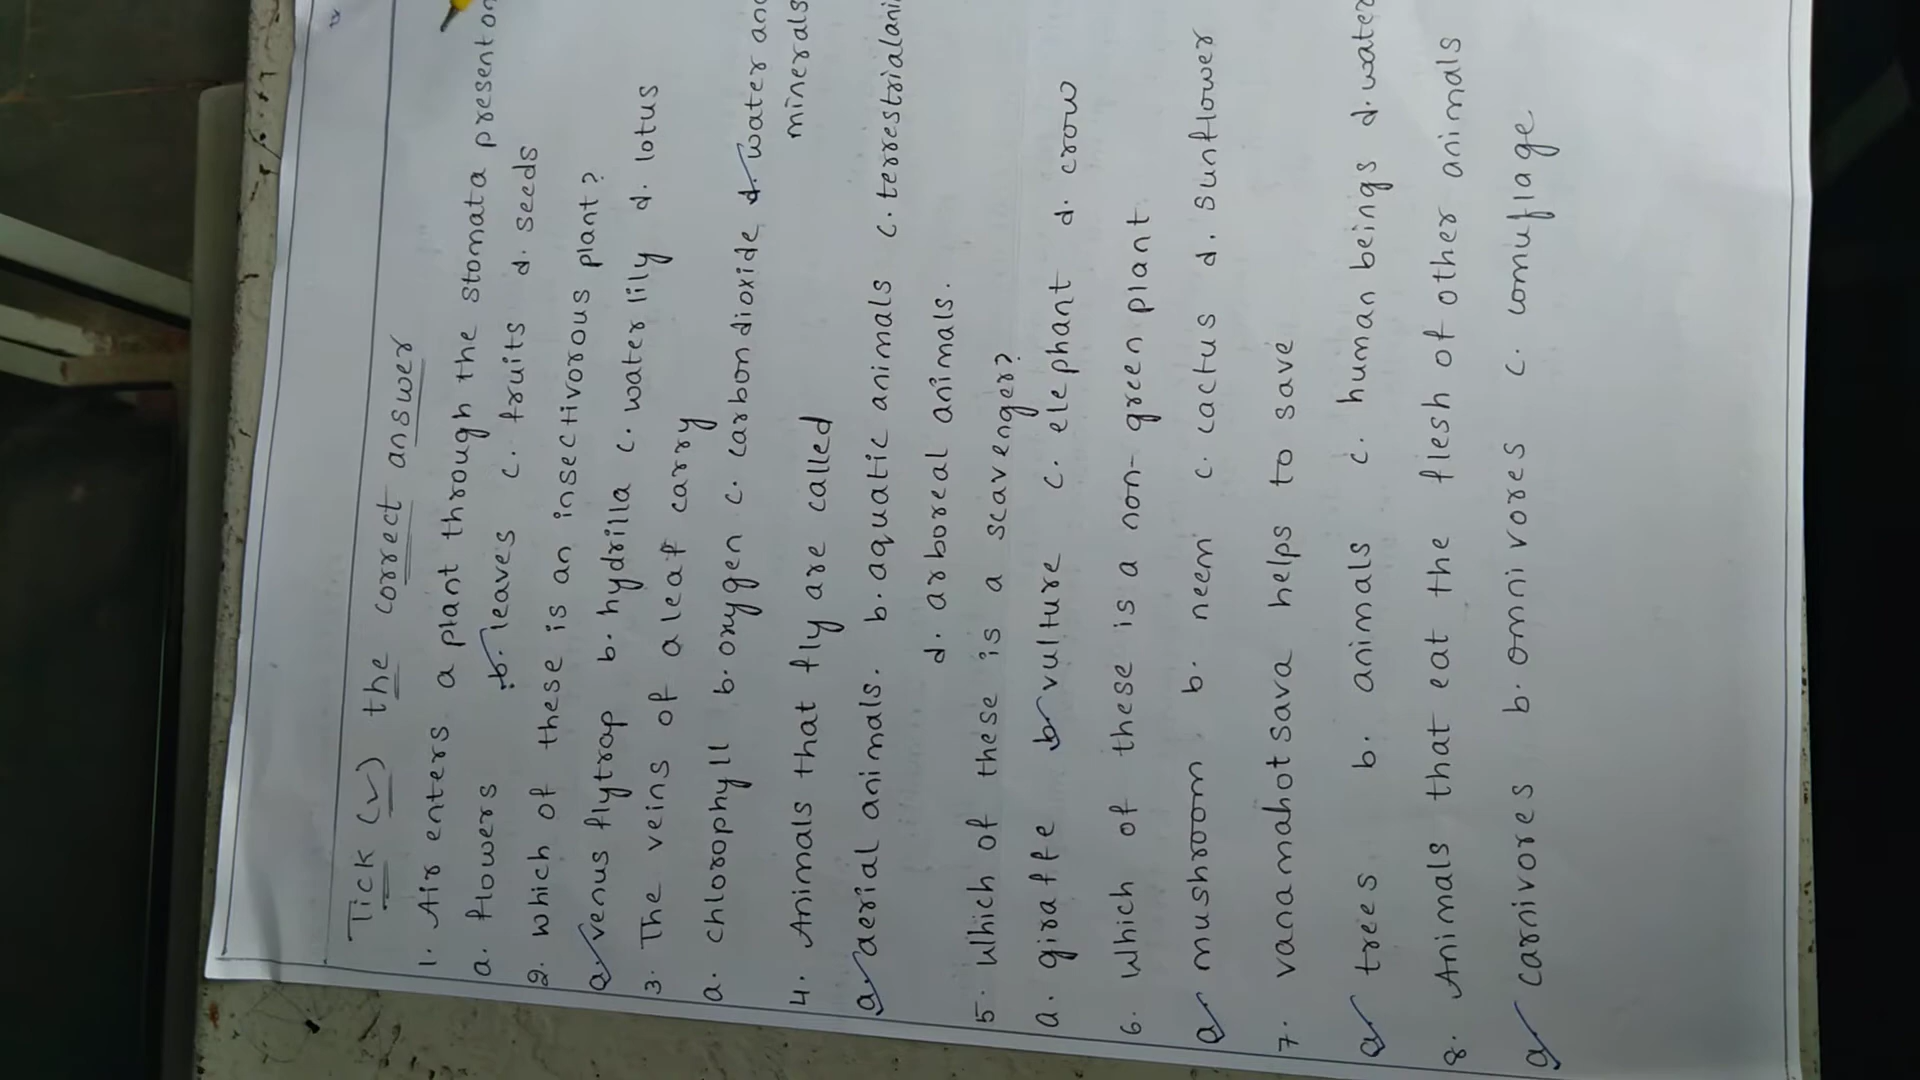 Tick (✓) the correct answer
1. Air enters a plant through the stomata present on
a. flowers b. leaves c. fruits d. seeds
2. which of these is an insectivorous plant?
a. venus flytrap b. hydrilla c. water lily d. lotus
3. The veins of a leaf carry
a. chlorophyll b. oxygen c. carbondioxide d. water and
minerals
4. Animals that fly are called
a. aerial animals. b. aquatic animals c. terrestrial ani
d. arboreal animals.
5. Which of these is a scavenger?
a. giraffe b. vulture c. elephant d. crow
6. which of these is a non-green plant
a. mushroom b. neem c. cactus d. sunflower
7. vanamahotsava helps to save
a. trees b. animals c. human beings d. water
8. Animals that eat the flesh of other animals
a. carnivores b. omnivores c. comuflage